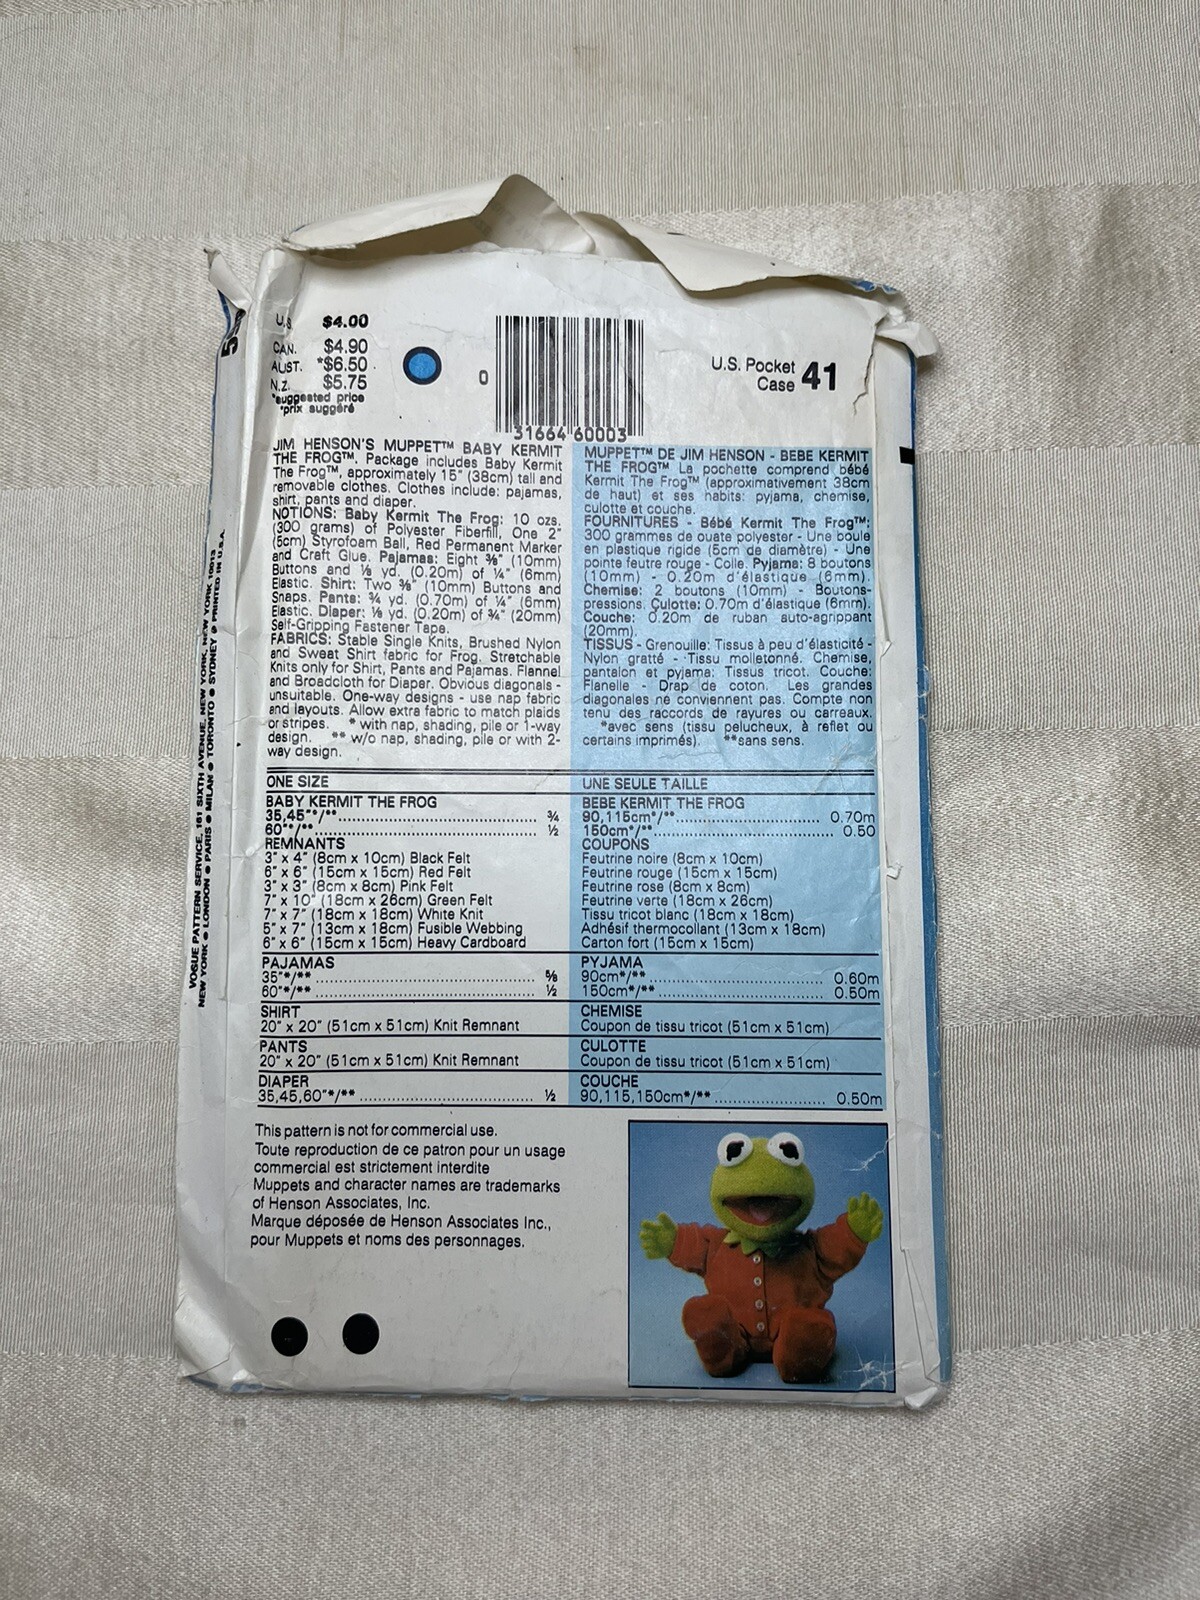 U.S. $4.00
CAN. $4.90
AUST. *$6.50
N.Z. $5.75
*suggested price
*prix suggéré
0
31664 60003
U.S. Pocket
Case 41
JIM HENSON'S MUPPET™ BABY KERMIT
THE FROG™. Package includes Baby Kermit
The Frog™, approximately 15" (38cm) tall and
removable clothes. Clothes include: pajamas,
shirt, pants and diaper.
NOTIONS: Baby Kermit The Frog: 10 ozs.
(300 grams) of Polyester Fiberfill, One 2"
(5cm) Styrofoam Ball, Red Permanent Marker
and Craft Glue. Pajamas: Eight ⅜" (10mm)
Buttons and ⅛ yd. (0.20m) of ¼" (6mm)
Elastic. Shirt: Two ⅜" (10mm) Buttons and
Snaps. Pants: ¾ yd. (0.70m) of ¼" (6mm)
Elastic. Diaper: ⅛ yd. (0.20m) of ¾" (20mm)
Self-Gripping Fastener Tape.
FABRICS: Stable Single Knits, Brushed Nylon
and Sweat Shirt fabric for Frog. Stretchable
Knits only for Shirt, Pants and Pajamas. Flannel
and Broadcloth for Diaper. Obvious diagonals -
unsuitable. One-way designs - use nap fabric
and layouts. Allow extra fabric to match plaids
or stripes. * with nap, shading, pile or 1-way
design. ** w/o nap, shading, pile or with 2-
way design.
MUPPET™ DE JIM HENSON - BEBE KERMIT
THE FROG™ La pochette comprend bébé
Kermit The Frog™ (approximativement 38cm
de haut) et ses habits: pyjama, chemise,
culotte et couche.
FOURNITURES - Bébé Kermit The Frog™:
300 grammes de ouate polyester - Une boule
en plastique rigide (5cm de diamètre) - Une
pointe feutre rouge - Colle. Pyjama: 8 boutons
(10mm) - 0.20m d'élastique (6mm).
Chemise: 2 boutons (10mm) - Boutons-
pressions. Culotte: 0.70m d'élastique (6mm).
Couche: 0.20m de ruban auto-agrippant
(20mm).
TISSUS - Grenouille: Tissus à peu d'élasticité -
Nylon gratté - Tissu molletonné. Chemise,
pantalon et pyjama: Tissus tricot. Couche:
Flanelle - Drap de coton. Les grandes
diagonales ne conviennent pas. Compte non
tenu des raccords de rayures ou carreaux.
*avec sens (tissu pelucheux, à reflet ou
certains imprimés). **sans sens.
ONE SIZE
BABY KERMIT THE FROG
35,45"*/** ¾
60"*/** ½
REMNANTS
3" x 4" (8cm x 10cm) Black Felt
6" x 6" (15cm x 15cm) Red Felt
3" x 3" (8cm x 8cm) Pink Felt
7" x 10" (18cm x 26cm) Green Felt
7" x 7" (18cm x 18cm) White Knit
5" x 7" (13cm x 18cm) Fusible Webbing
6" x 6" (15cm x 15cm) Heavy Cardboard
PAJAMAS
35"*/** ⅝
60"*/** ½
SHIRT
20" x 20" (51cm x 51cm) Knit Remnant
PANTS
20" x 20" (51cm x 51cm) Knit Remnant
DIAPER
35,45,60"*/** ½
UNE SEULE TAILLE
BEBE KERMIT THE FROG
90,115cm*/** 0.70m
150cm*/** 0.50
COUPONS
Feutrine noire (8cm x 10cm)
Feutrine rouge (15cm x 15cm)
Feutrine rose (8cm x 8cm)
Feutrine verte (18cm x 26cm)
Tissu tricot blanc (18cm x 18cm)
Adhésif thermocollant (13cm x 18cm)
Carton fort (15cm x 15cm)
PYJAMA
90cm*/** 0.60m
150cm*/** 0.50m
CHEMISE
Coupon de tissu tricot (51cm x 51cm)
CULOTTE
Coupon de tissu tricot (51cm x 51cm)
COUCHE
90,115,150cm*/** 0.50m
This pattern is not for commercial use.
Toute reproduction de ce patron pour un usage
commercial est strictement interdite
Muppets and character names are trademarks
of Henson Associates, Inc.
Marque déposée de Henson Associates Inc.,
pour Muppets et noms des personnages.
VOGUE PATTERN SERVICE, 161 SIXTH AVENUE, NEW YORK, NEW YORK 10013
NEW YORK ● LONDON ● PARIS ● MILAN ● TORONTO ● SYDNEY ● PRINTED IN U.S.A.